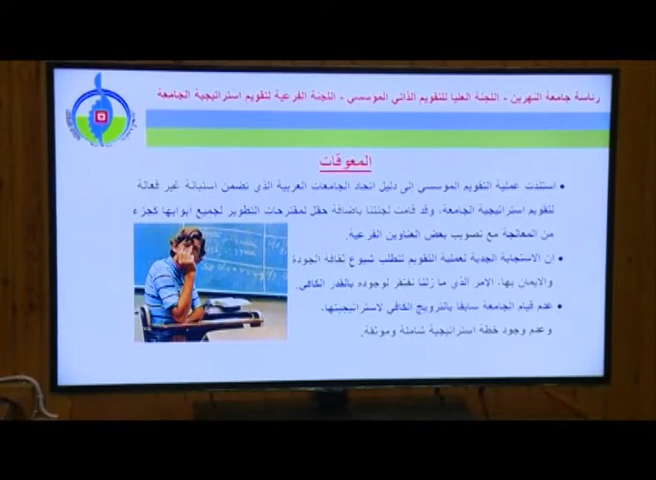 رئاسة جامعة النهرين - اللجنة العليا للتقويم الذاتي المؤسسي - اللجنة الفرعية لتقويم استراتيجية الجامعة
المعوقات
• استندت عملية التقويم المؤسسي إلى دليل اتحاد الجامعات العربية الذي تضمن استبانة غير فعالة
لتقويم استراتيجية الجامعة، وقد قامت لجنتنا باضافة حقل لمقترحات التطوير لجميع ابوابها كجزء
من المعالجة مع تصويب بعض العناوين الفرعية.
• ان الاستجابة الجدية لعملية التقويم تتطلب شيوع ثقافة الجودة
والايمان بها، الامر الذي ما زلنا نفتقر لوجوده بالقدر الكافي.
• عدم قيام الجامعة سابقا بالترويج الكافي لاستراتيجيتها،
وعدم وجود خطة استراتيجية شاملة وموثقة.